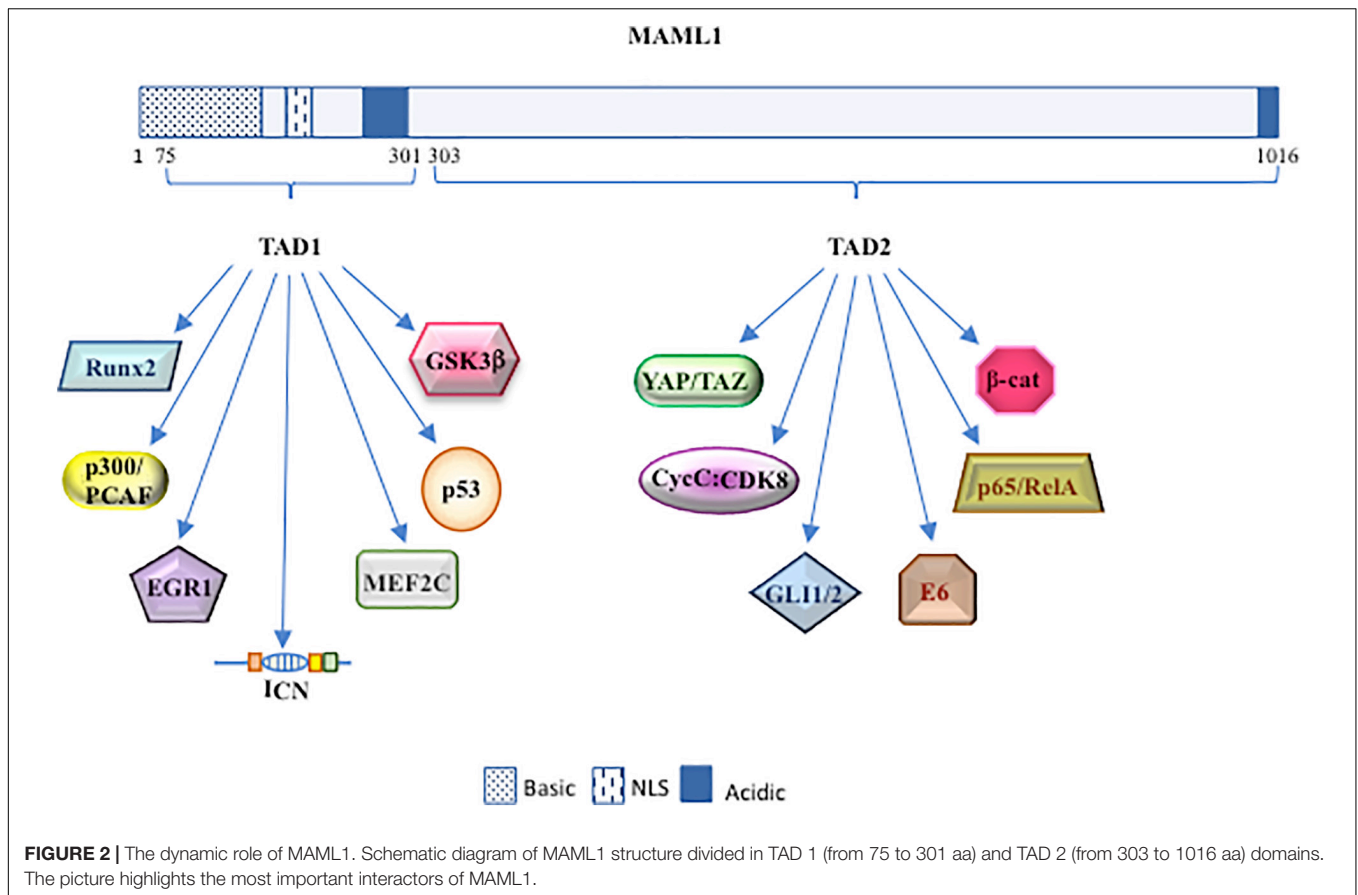 MAML1
1 75 301 303 1016
TAD1 TAD2
Runx2 GSK3β YAP/TAZ β-cat
p300/
PCAF p53 CycC:CDK8 p65/RelA
EGR1 MEF2C GLI1/2 E6
ICN
Basic NLS Acidic
FIGURE 2 | The dynamic role of MAML1. Schematic diagram of MAML1 structure divided in TAD 1 (from 75 to 301 aa) and TAD 2 (from 303 to 1016 aa) domains.
The picture highlights the most important interactors of MAML1.